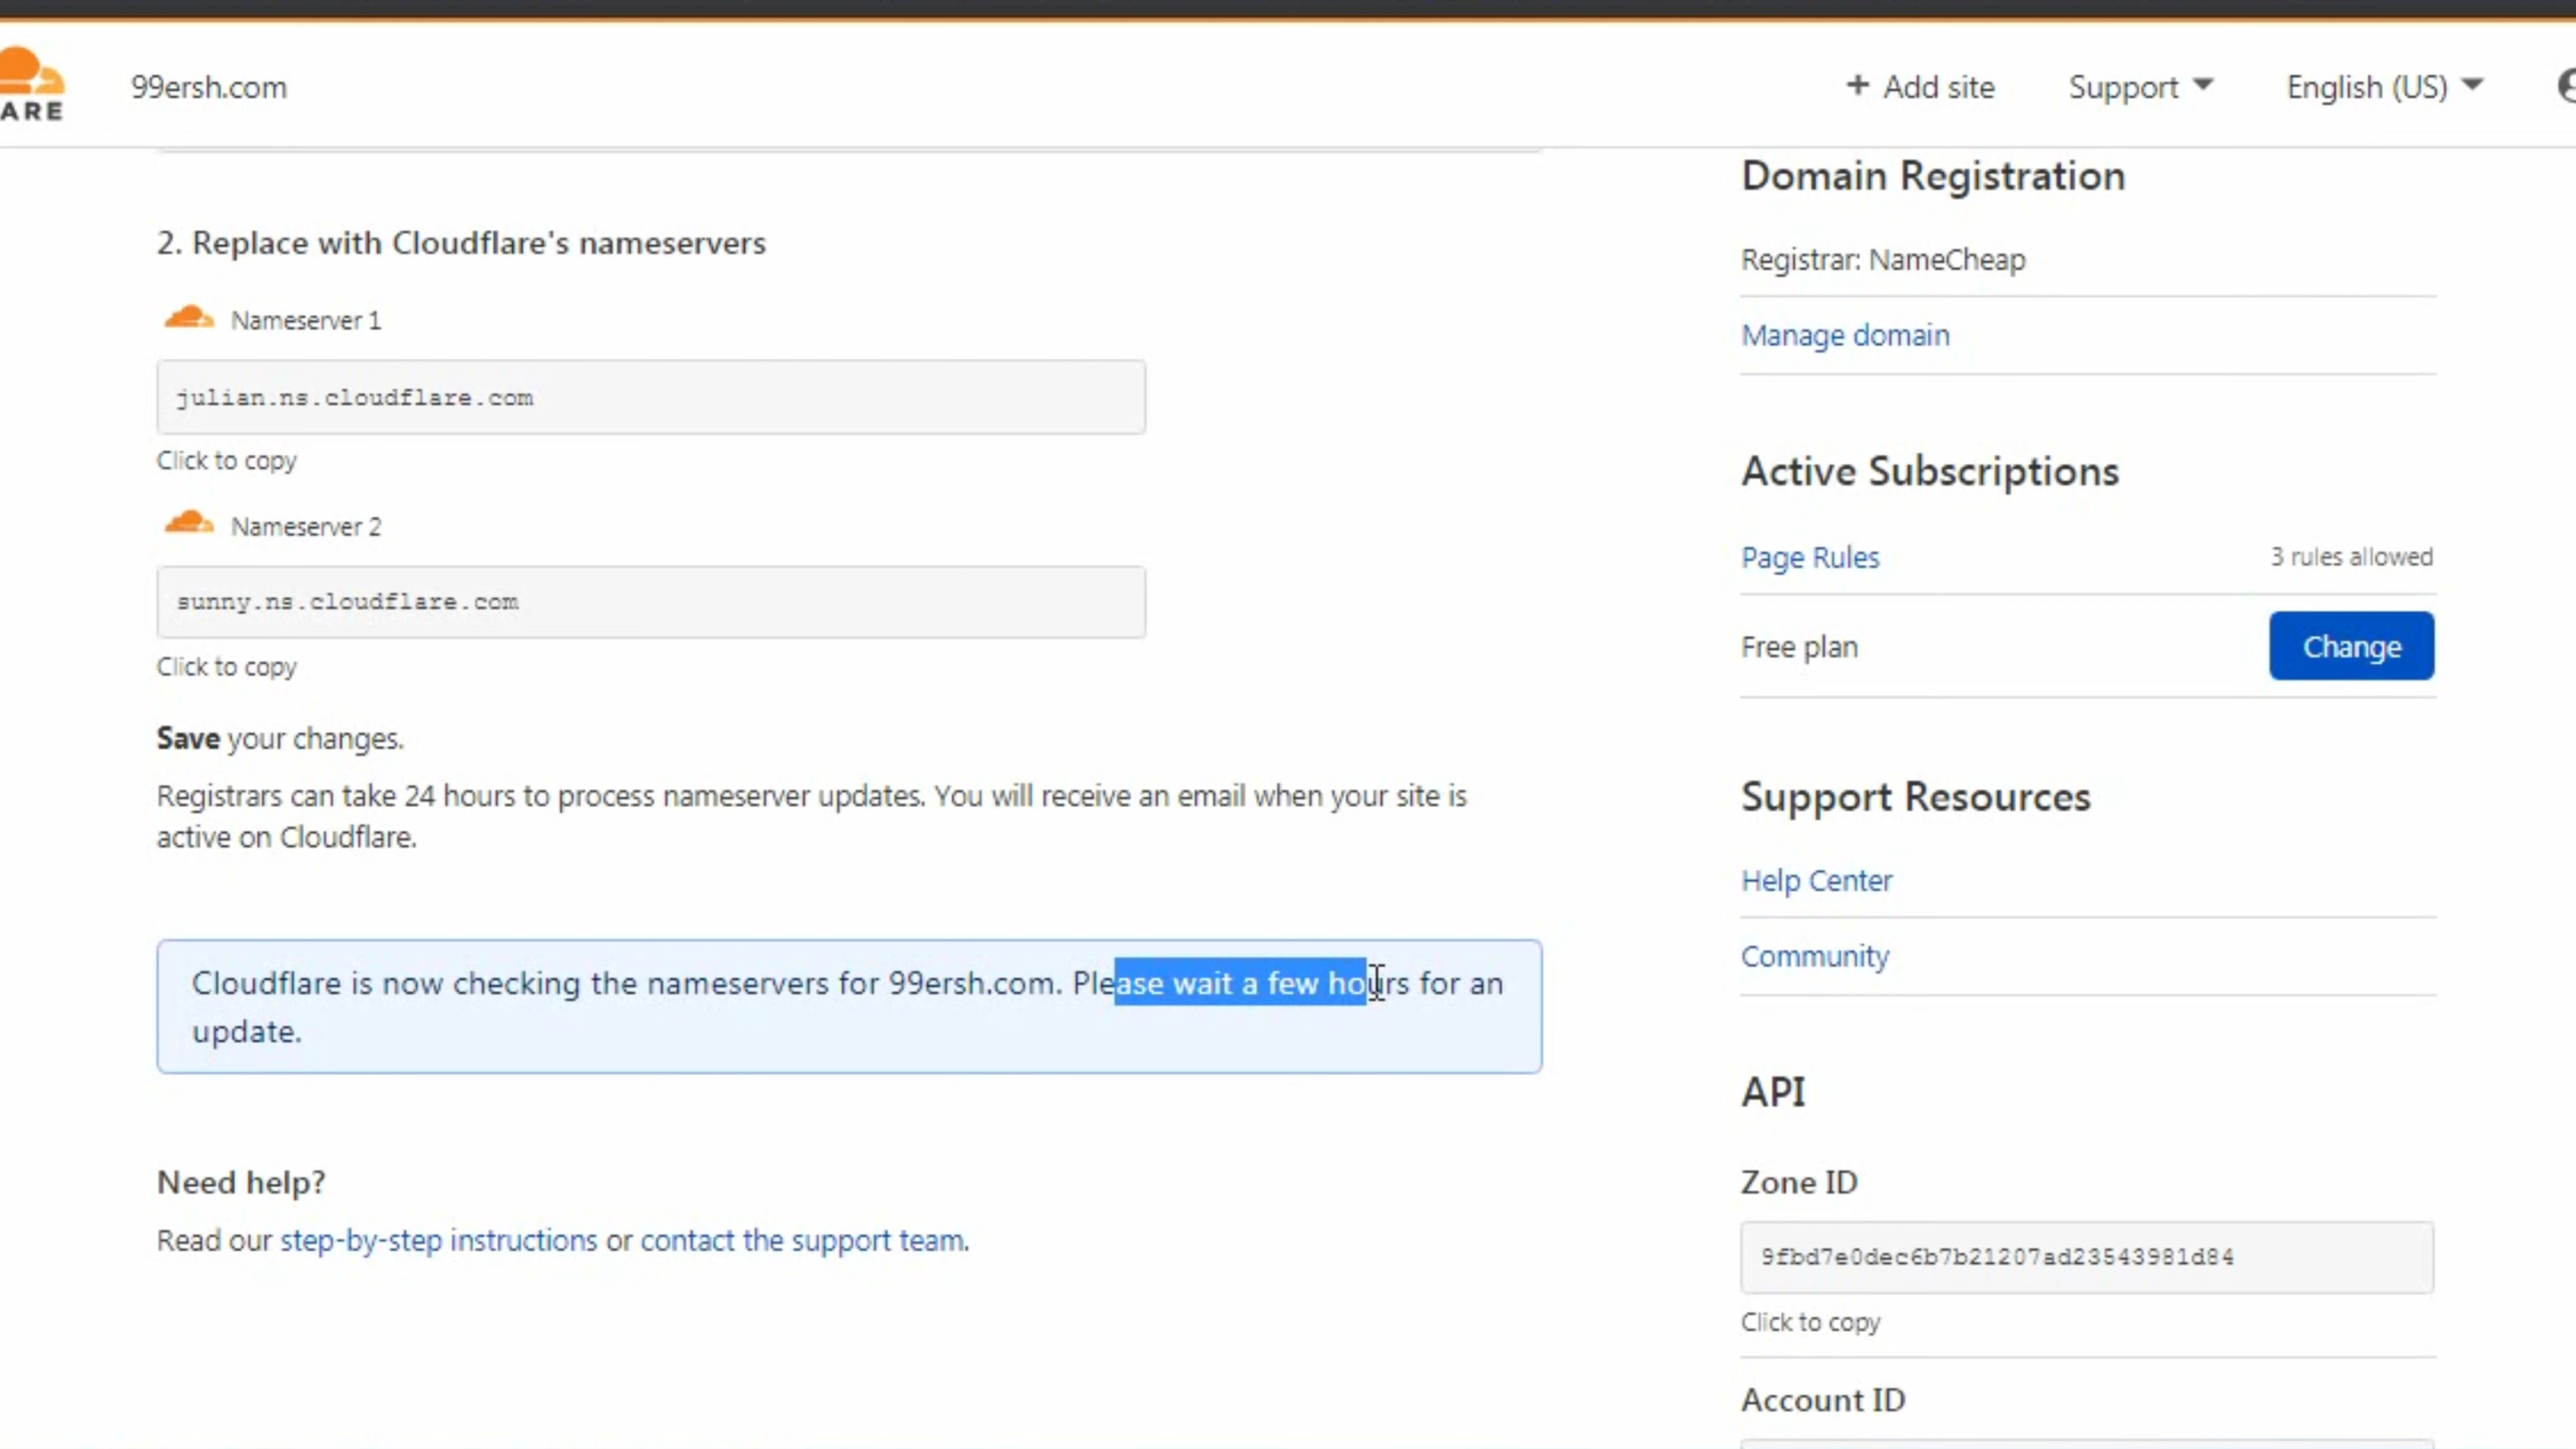 ARE
99ersh.com
+ Add site
Support
English (US)
2. Replace with Cloudflare's nameservers
Nameserver 1
julian.ns.cloudflare.com
Click to copy
Nameserver 2
sunny.ns.cloudflare.com
Click to copy
Save your changes.
Registrars can take 24 hours to process nameserver updates. You will receive an email when your site is
active on Cloudflare.
Cloudflare is now checking the nameservers for 99ersh.com. Please wait a few hours for an
update.
Need help?
Read our step-by-step instructions or contact the support team.
Domain Registration
Registrar: NameCheap
Manage domain
Active Subscriptions
Page Rules
3 rules allowed
Free plan
Change
Support Resources
Help Center
Community
API
Zone ID
9fbd7e0dec6b7b21207ad23543981d84
Click to copy
Account ID